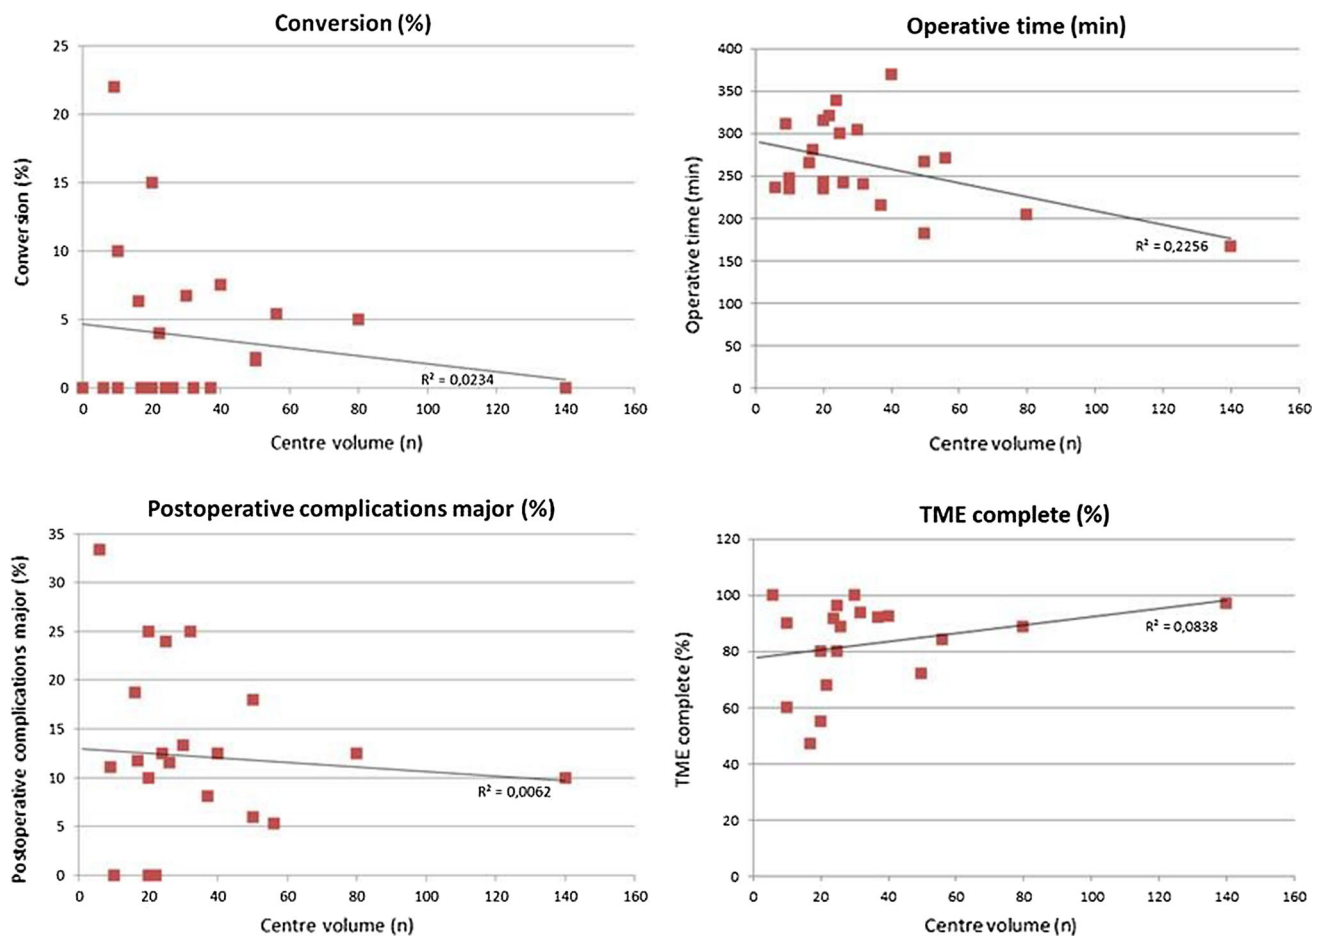 Conversion (%)
25
20
15
10
5
0
Conversion (%)
0 20 40 60 80 100 120 140 160
R² = 0,0234
Centre volume (n)
Operative time (min)
400
350
300
250
200
150
100
50
0
Operative time (min)
0 20 40 60 80 100 120 140 160
R² = 0,2256
Centre volume (n)
Postoperative complications major (%)
35
30
25
20
15
10
5
0
Postoperative complications major (%)
0 20 40 60 80 100 120 140 160
R² = 0,0062
Centre volume (n)
TME complete (%)
120
100
80
60
40
20
0
TME complete (%)
0 20 40 60 80 100 120 140 160
R² = 0,0838
Centre volume (n)